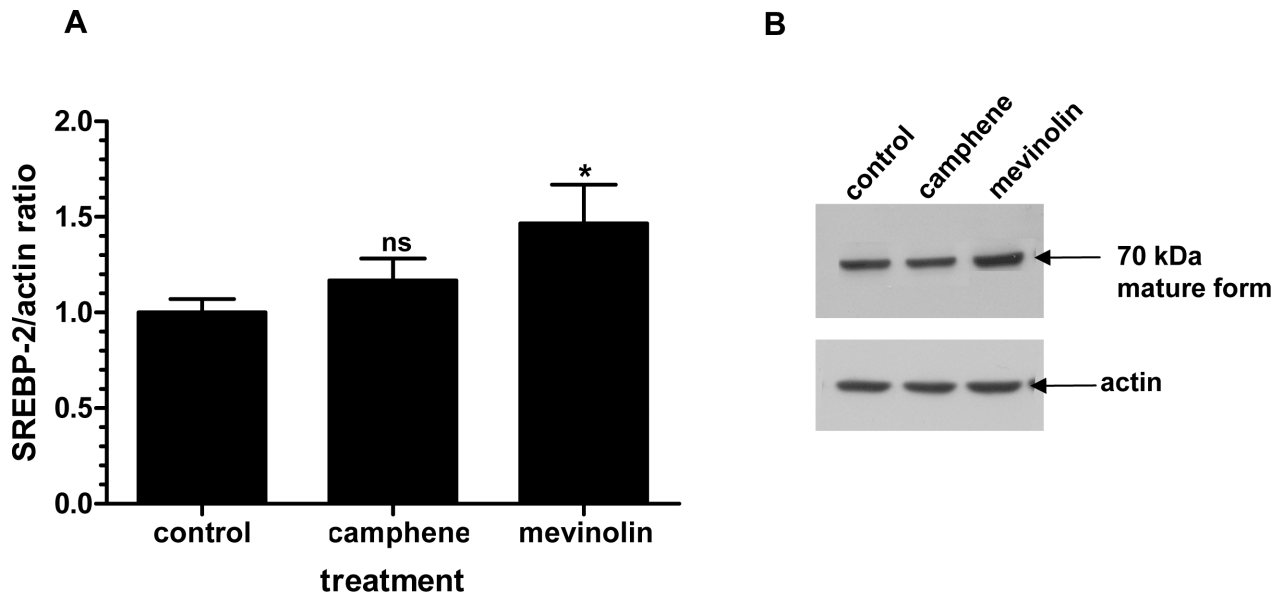 A
B
SREBP-2/actin ratio
2.0
1.5
1.0
0.5
0.0
ns
*
control
camphene
mevinolin
treatment
control
camphene
mevinolin
70 kDa
mature form
actin